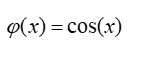 φ(x) = cos(x)